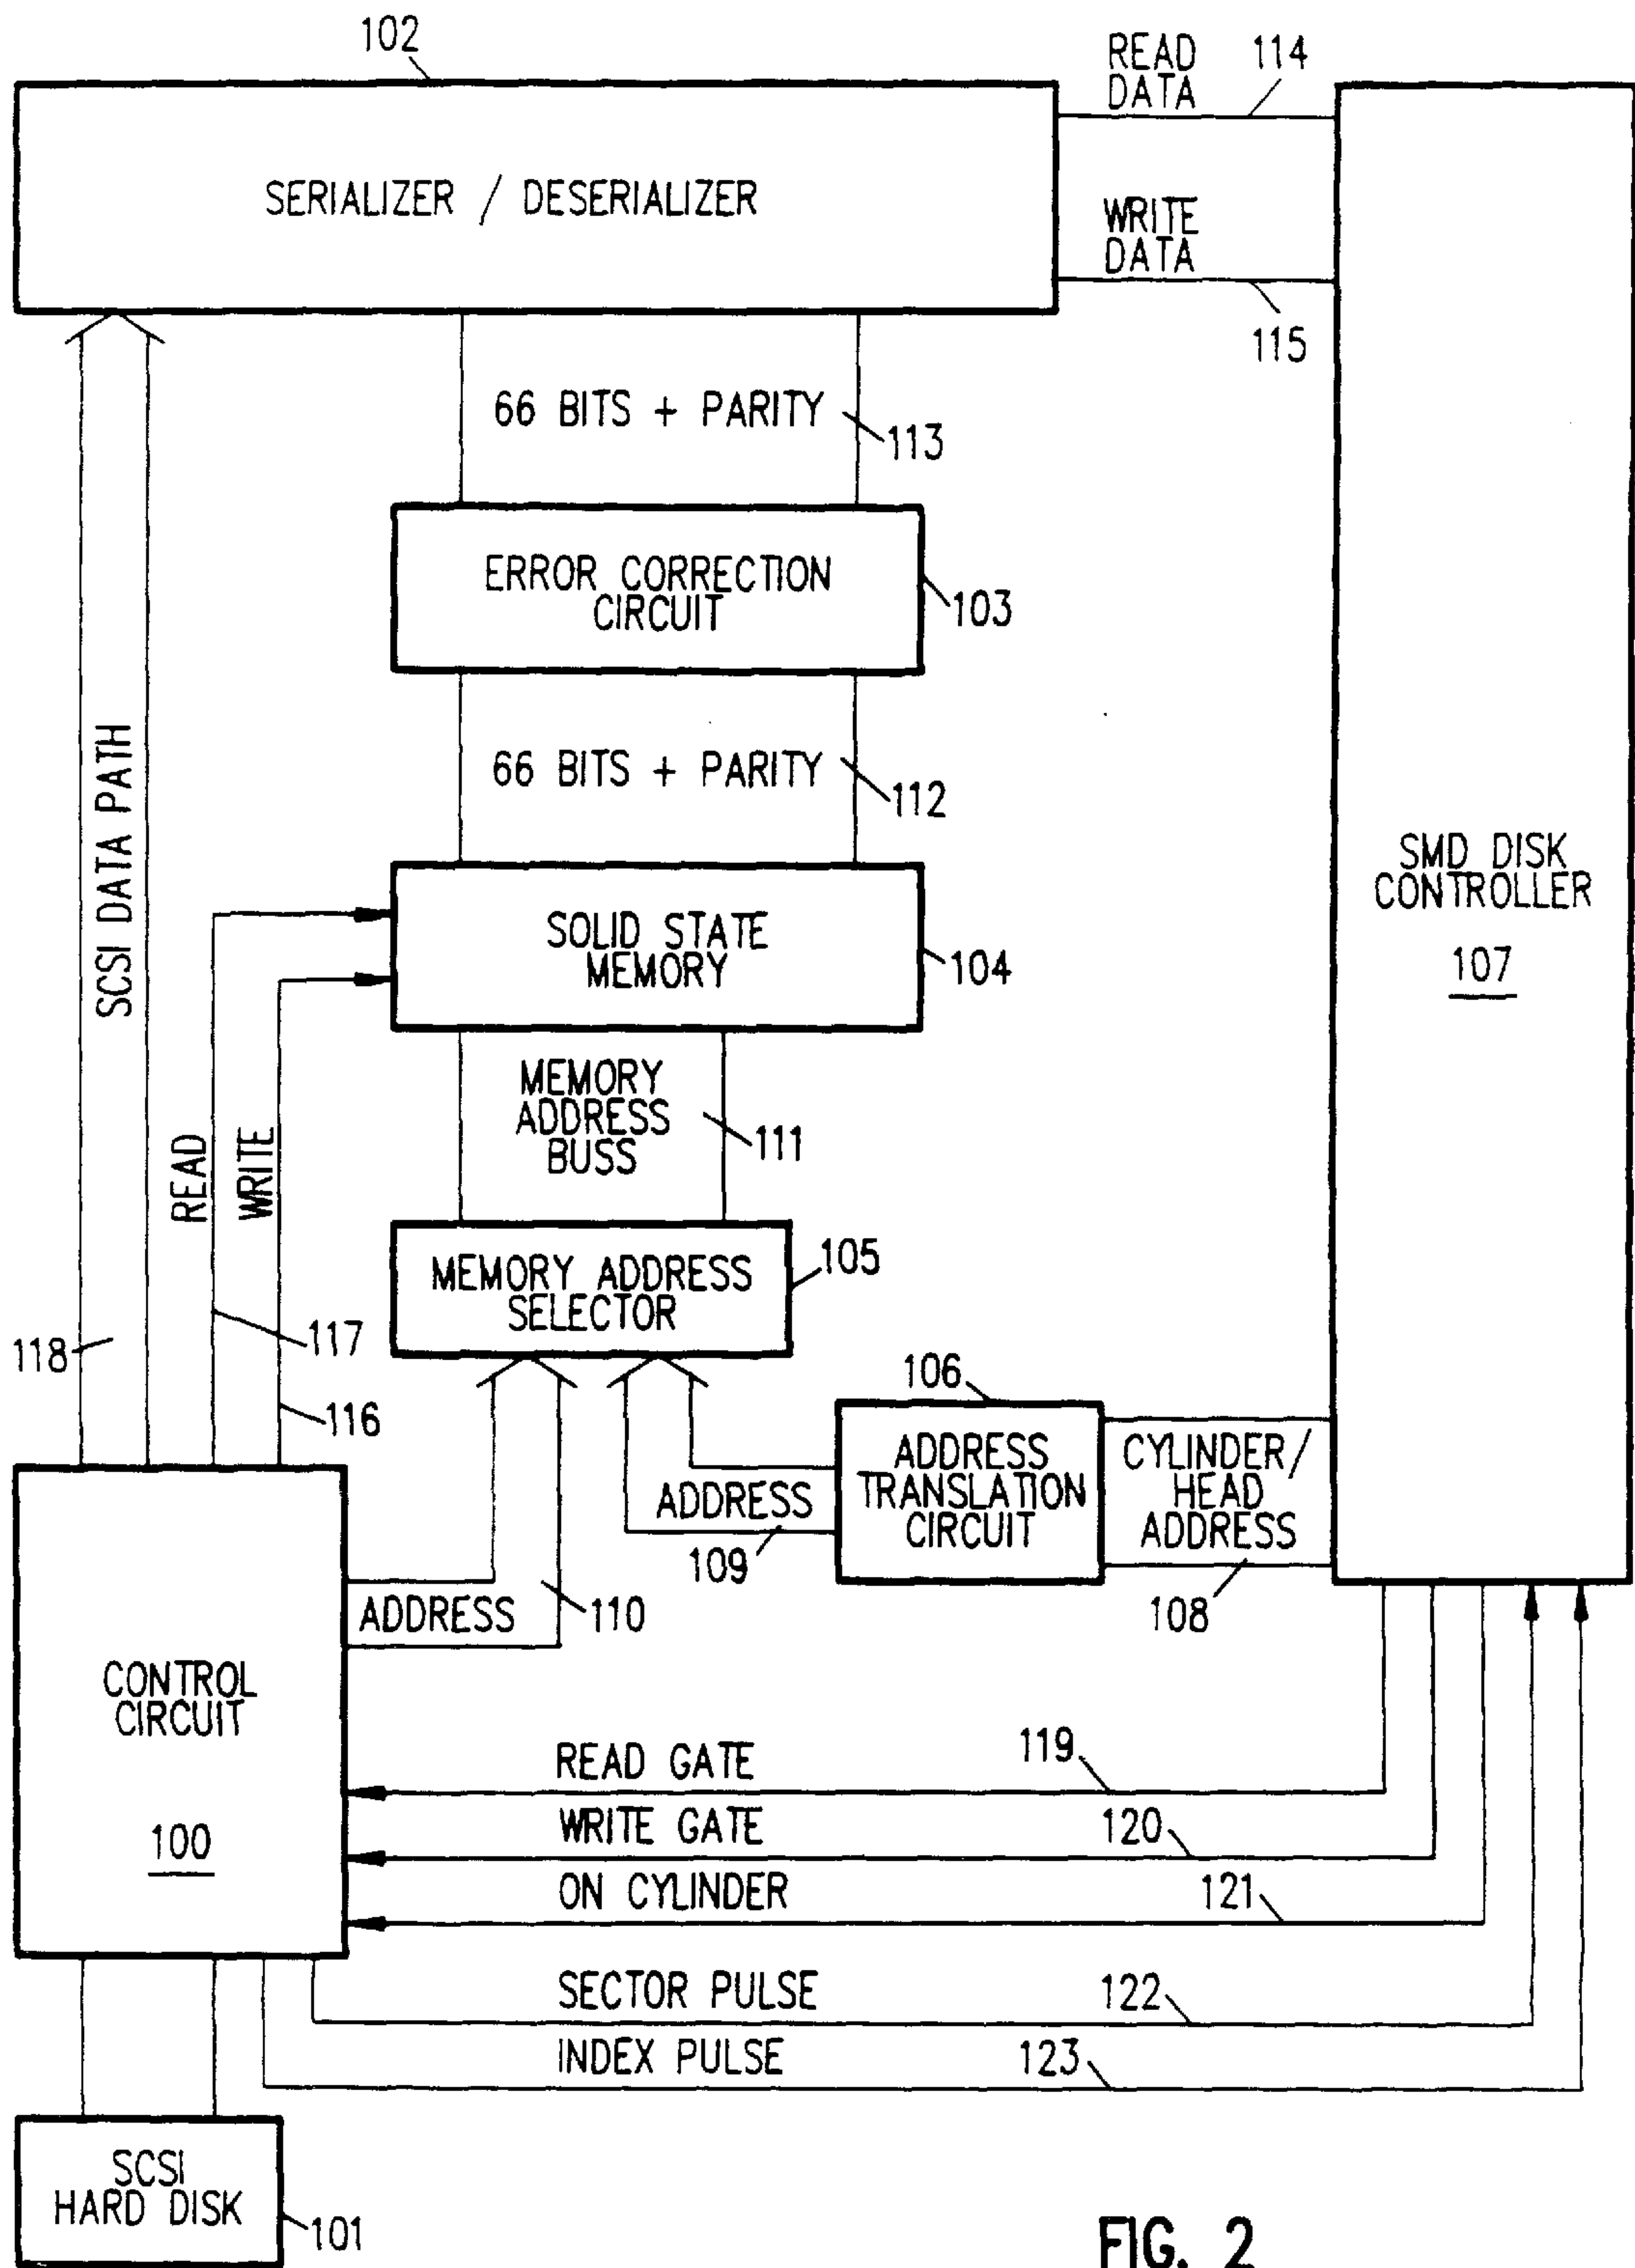 102
READ
DATA
114
SERIALIZER / DESERIALIZER
WRITE
DATA
115
66 BITS + PARITY
113
ERROR CORRECTION
CIRCUIT
103
66 BITS + PARITY
112
SCSI DATA PATH
SOLID STATE
MEMORY
104
SMD DISK
CONTROLLER
107
MEMORY
ADDRESS
BUSS
111
READ
WRITE
MEMORY ADDRESS
SELECTOR
105
118
117
116
106
ADDRESS
TRANSLATION
CIRCUIT
CYLINDER/
HEAD
ADDRESS
ADDRESS
109
108
ADDRESS
110
CONTROL
CIRCUIT
100
READ GATE
119
WRITE GATE
120
ON CYLINDER
121
SECTOR PULSE
122
INDEX PULSE
123
SCSI
HARD DISK
101
FIG. 2